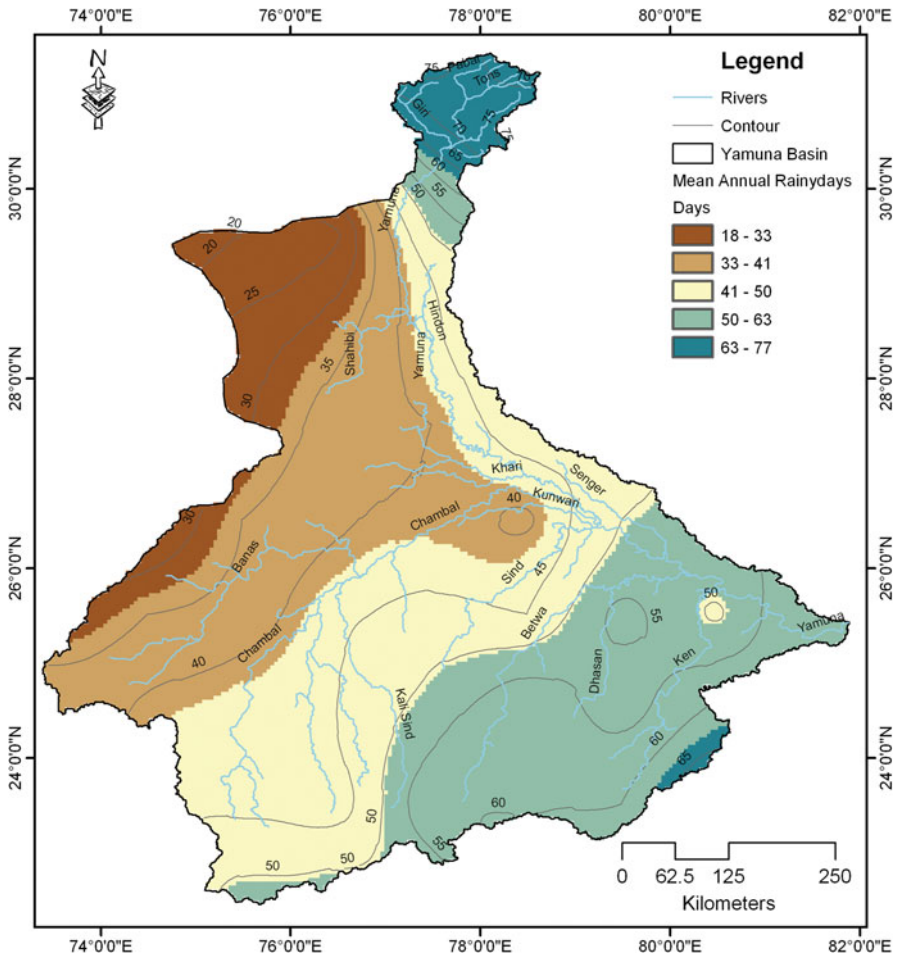 74°0'0"E 76°0'0"E 78°0'0"E 80°0'0"E 82°0'0"E
N
Legend
Rivers
Contour
Yamuna Basin
Mean Annual Rainydays
Days
18 - 33
33 - 41
41 - 50
50 - 63
63 - 77
75 Pabar
Tons 70
Giri
70 75
75
65
60
50 55
30°0'0"N 30°0'0"N
Yamuna
20
20
25
Hindon
Shahibi
35
Yamuna
28°0'0"N 28°0'0"N
30
Khari
Senger
Kunwari
40
Chambal
30
Banas
26°0'0"N 26°0'0"N
Sind 45
50
55
Betwa
Yamuna
Chambal
40
Dhasan
Ken
Kali Sind
60
65
24°0'0"N 24°0'0"N
60
50
55
50 50
0 62.5 125 250
Kilometers
74°0'0"E 76°0'0"E 78°0'0"E 80°0'0"E 82°0'0"E